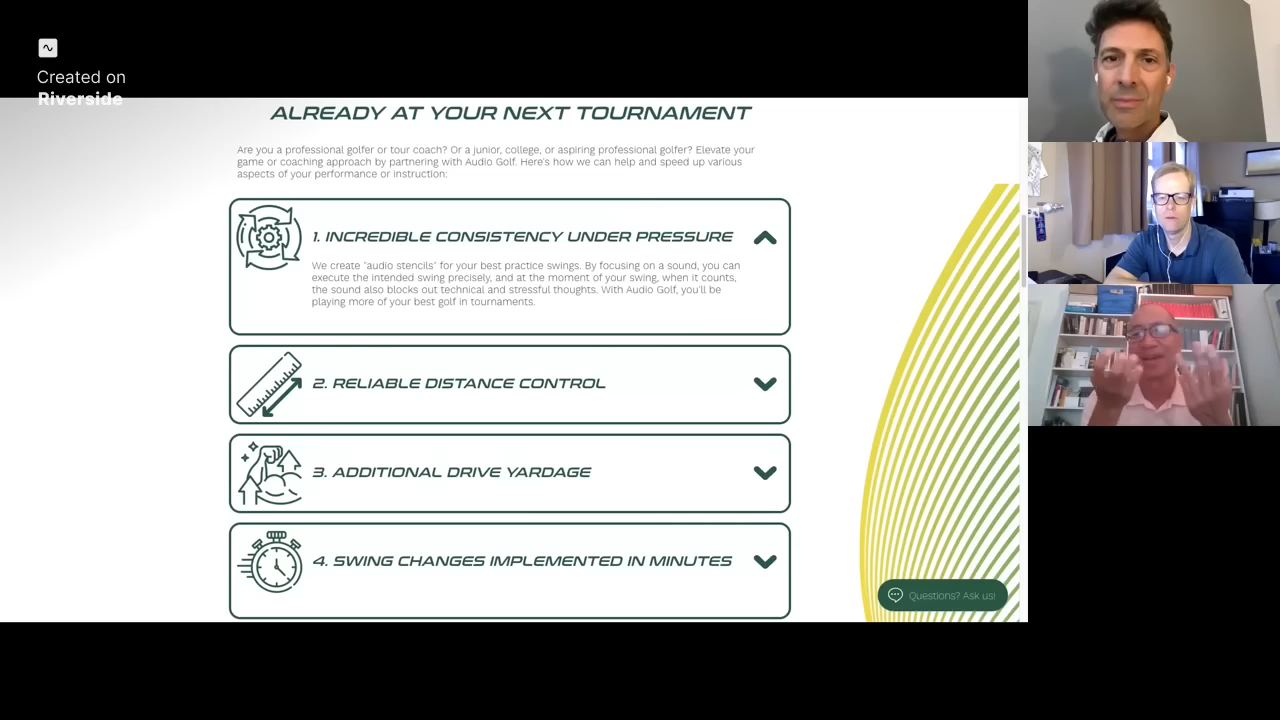 Created on
Riverside
ALREADY AT YOUR NEXT TOURNAMENT
Are you a professional golfer or tour coach? Or a junior, college, or aspiring professional golfer? Elevate your
game or coaching approach by partnering with Audio Golf. Here's how we can help and speed up various
aspects of your performance or instruction:
1. INCREDIBLE CONSISTENCY UNDER PRESSURE
We create "audio stencils" for your best practice swings. By focusing on a sound, you can
execute the intended swing precisely, and at the moment of your swing, when it counts,
the sound also blocks out technical and stressful thoughts. With Audio Golf, you'll be
playing more of your best golf in tournaments.
2. RELIABLE DISTANCE CONTROL
3. ADDITIONAL DRIVE YARDAGE
4. SWING CHANGES IMPLEMENTED IN MINUTES
Questions? Ask us!